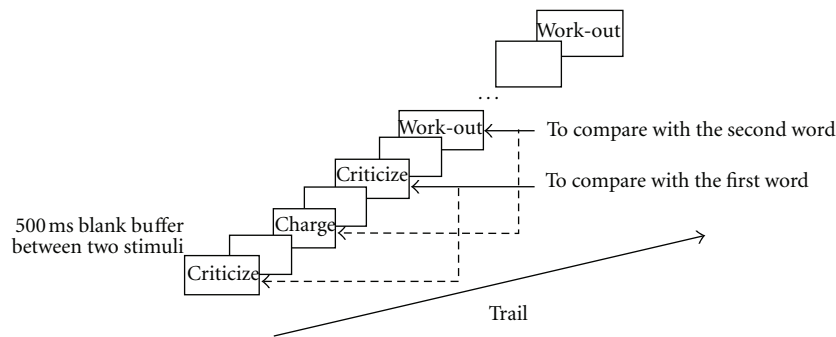 Work-out
...
Work-out
To compare with the second word
Criticize
To compare with the first word
Charge
500 ms blank buffer
between two stimuli
Criticize
Trail